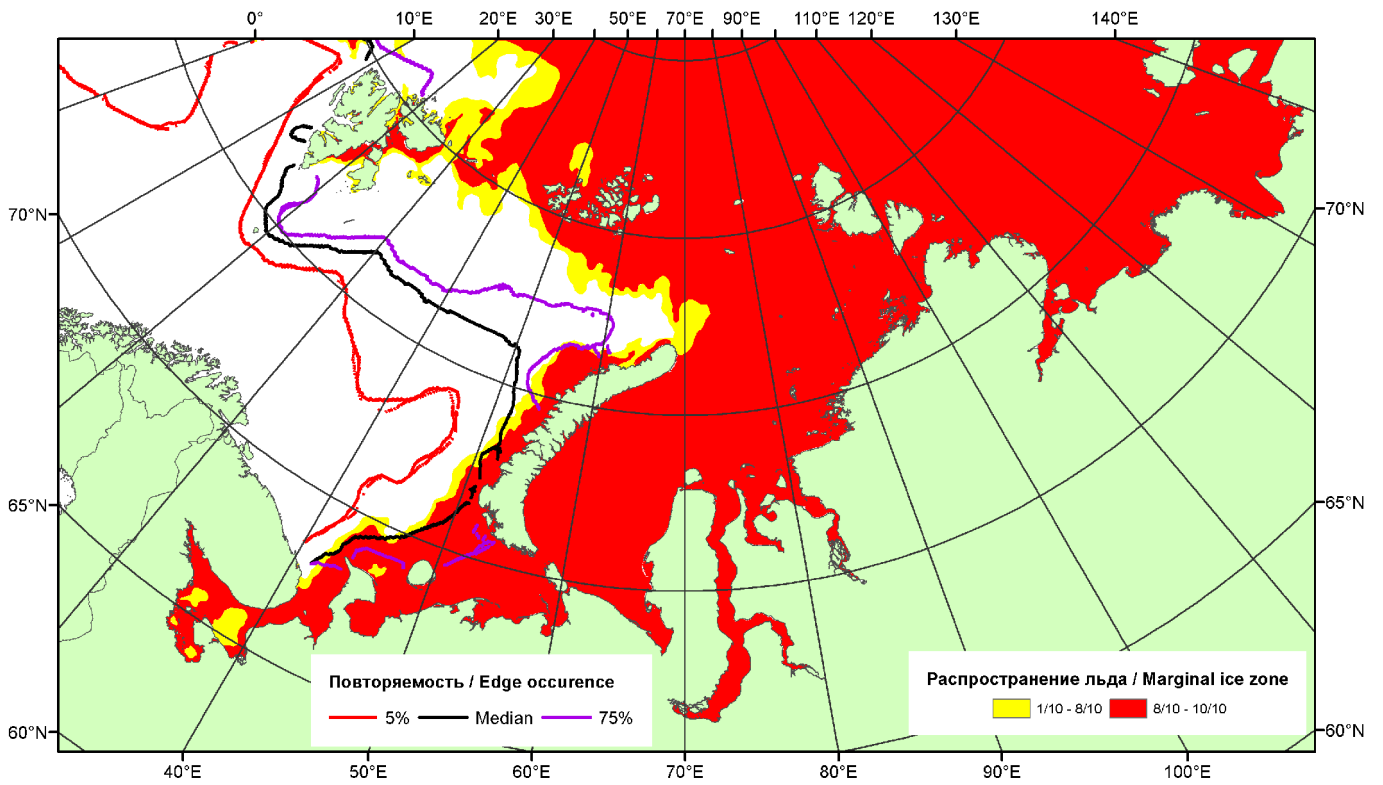 0° 10°E 20°E 30°E 50°E 70°E 90°E 110°E 120°E 130°E 140°E
70°N 70°N
65°N 65°N
60°N 60°N
Повторяемость / Edge occurence
5% Median 75%
Распространение льда / Marginal ice zone
1/10 - 8/10 8/10 - 10/10
40°E 50°E 60°E 70°E 80°E 90°E 100°E